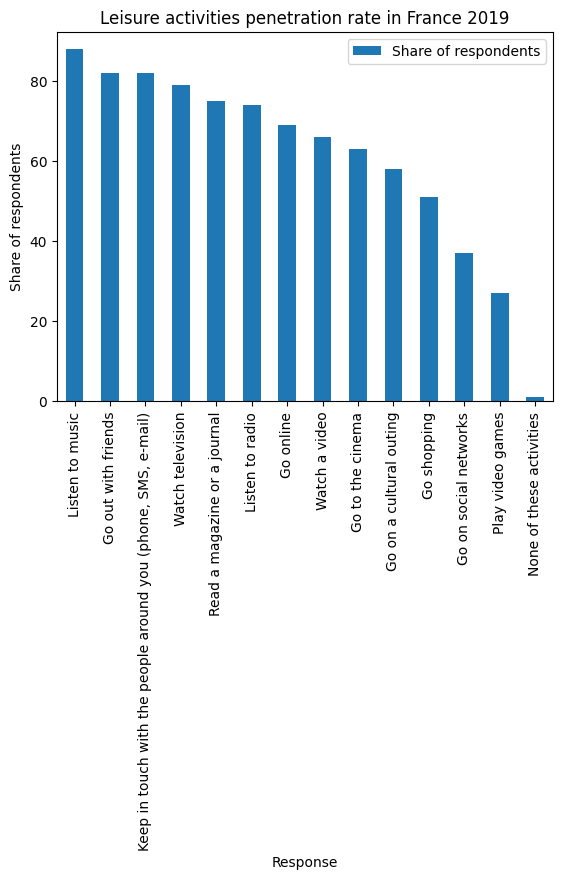 Leisure activities penetration rate in France 2019
Share of respondents
Share of respondents
80
60
40
20
0
Listen to music
Go out with friends
Keep in touch with the people around you (phone, SMS, e-mail)
Watch television
Read a magazine or a journal
Listen to radio
Go online
Watch a video
Go to the cinema
Go on a cultural outing
Go shopping
Go on social networks
Play video games
None of these activities
Response